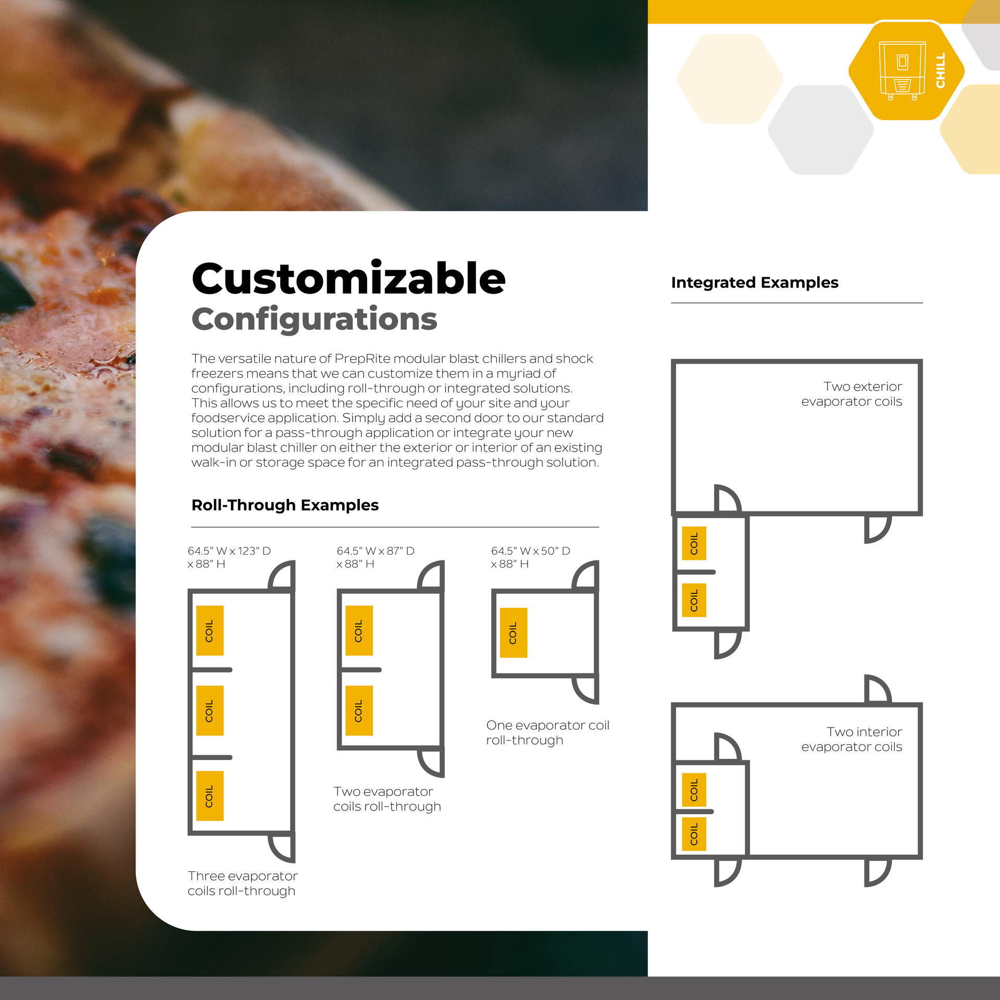 CHILL
Customizable
Configurations
The versatile nature of PrepRite modular blast chillers and shock
freezers means that we can customize them in a myriad of
configurations, including roll-through or integrated solutions.
This allows us to meet the specific need of your site and your
foodservice application. Simply add a second door to our standard
solution for a pass-through application or integrate your new
modular blast chiller on either the exterior or interior of an existing
walk-in or storage space for an integrated pass-through solution.
Roll-Through Examples
64.5” W x 123” D
x 88” H
COIL
COIL
COIL
Three evaporator
coils roll-through
64.5” W x 87” D
x 88” H
COIL
COIL
Two evaporator
coils roll-through
64.5” W x 50” D
x 88” H
COIL
One evaporator coil
roll-through
Integrated Examples
Two exterior
evaporator coils
COIL
COIL
Two interior
evaporator coils
COIL
COIL